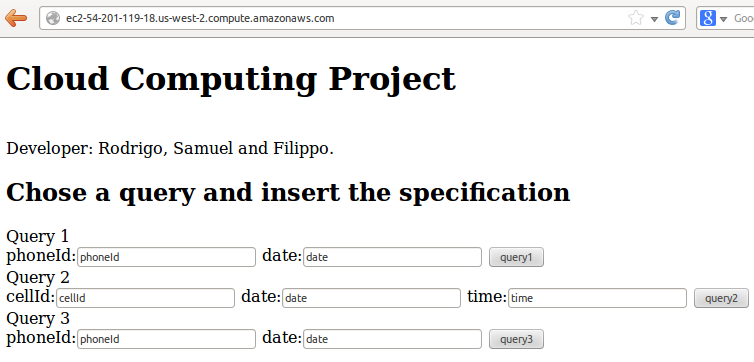 ec2-54-201-119-18.us-west-2.compute.amazonaws.com
8 Goo
Cloud Computing Project
Developer: Rodrigo, Samuel and Filippo.
Chose a query and insert the specification
Query 1
phoneId: phoneId date: date query1
Query 2
cellId: cellId date: date time: time query2
Query 3
phoneId: phoneId date: date query3